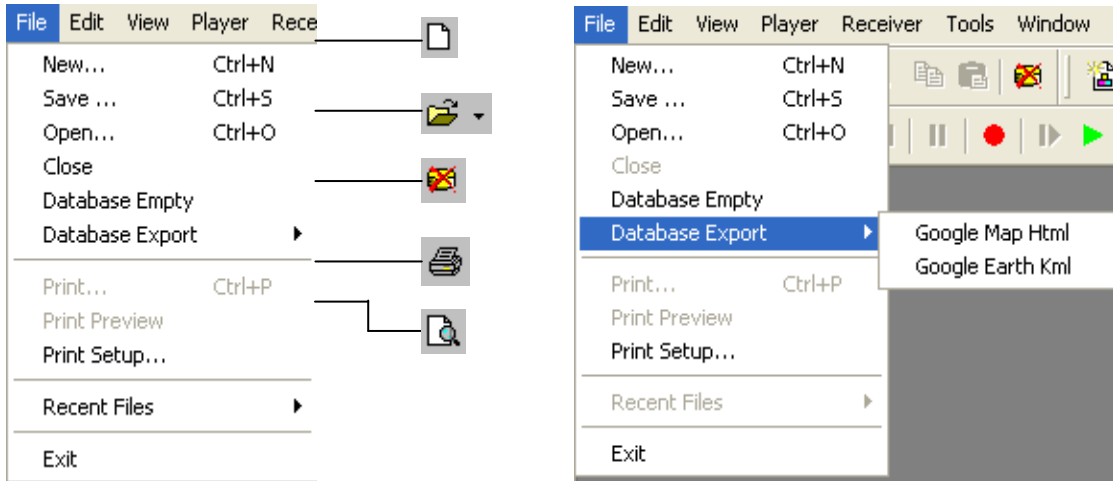 File Edit View Player Rece
New... Ctrl+N
Save ... Ctrl+S
Open... Ctrl+O
Close
Database Empty
Database Export
Print... Ctrl+P
Print Preview
Print Setup...
Recent Files
Exit
File Edit View Player Receiver Tools Window
New... Ctrl+N
Save ... Ctrl+S
Open... Ctrl+O
Close
Database Empty
Database Export
Google Map Html
Google Earth Kml
Print... Ctrl+P
Print Preview
Print Setup...
Recent Files
Exit